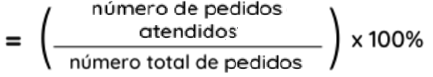 número de pedidos
atendidos
= ( ) x 100%
número total de pedidos